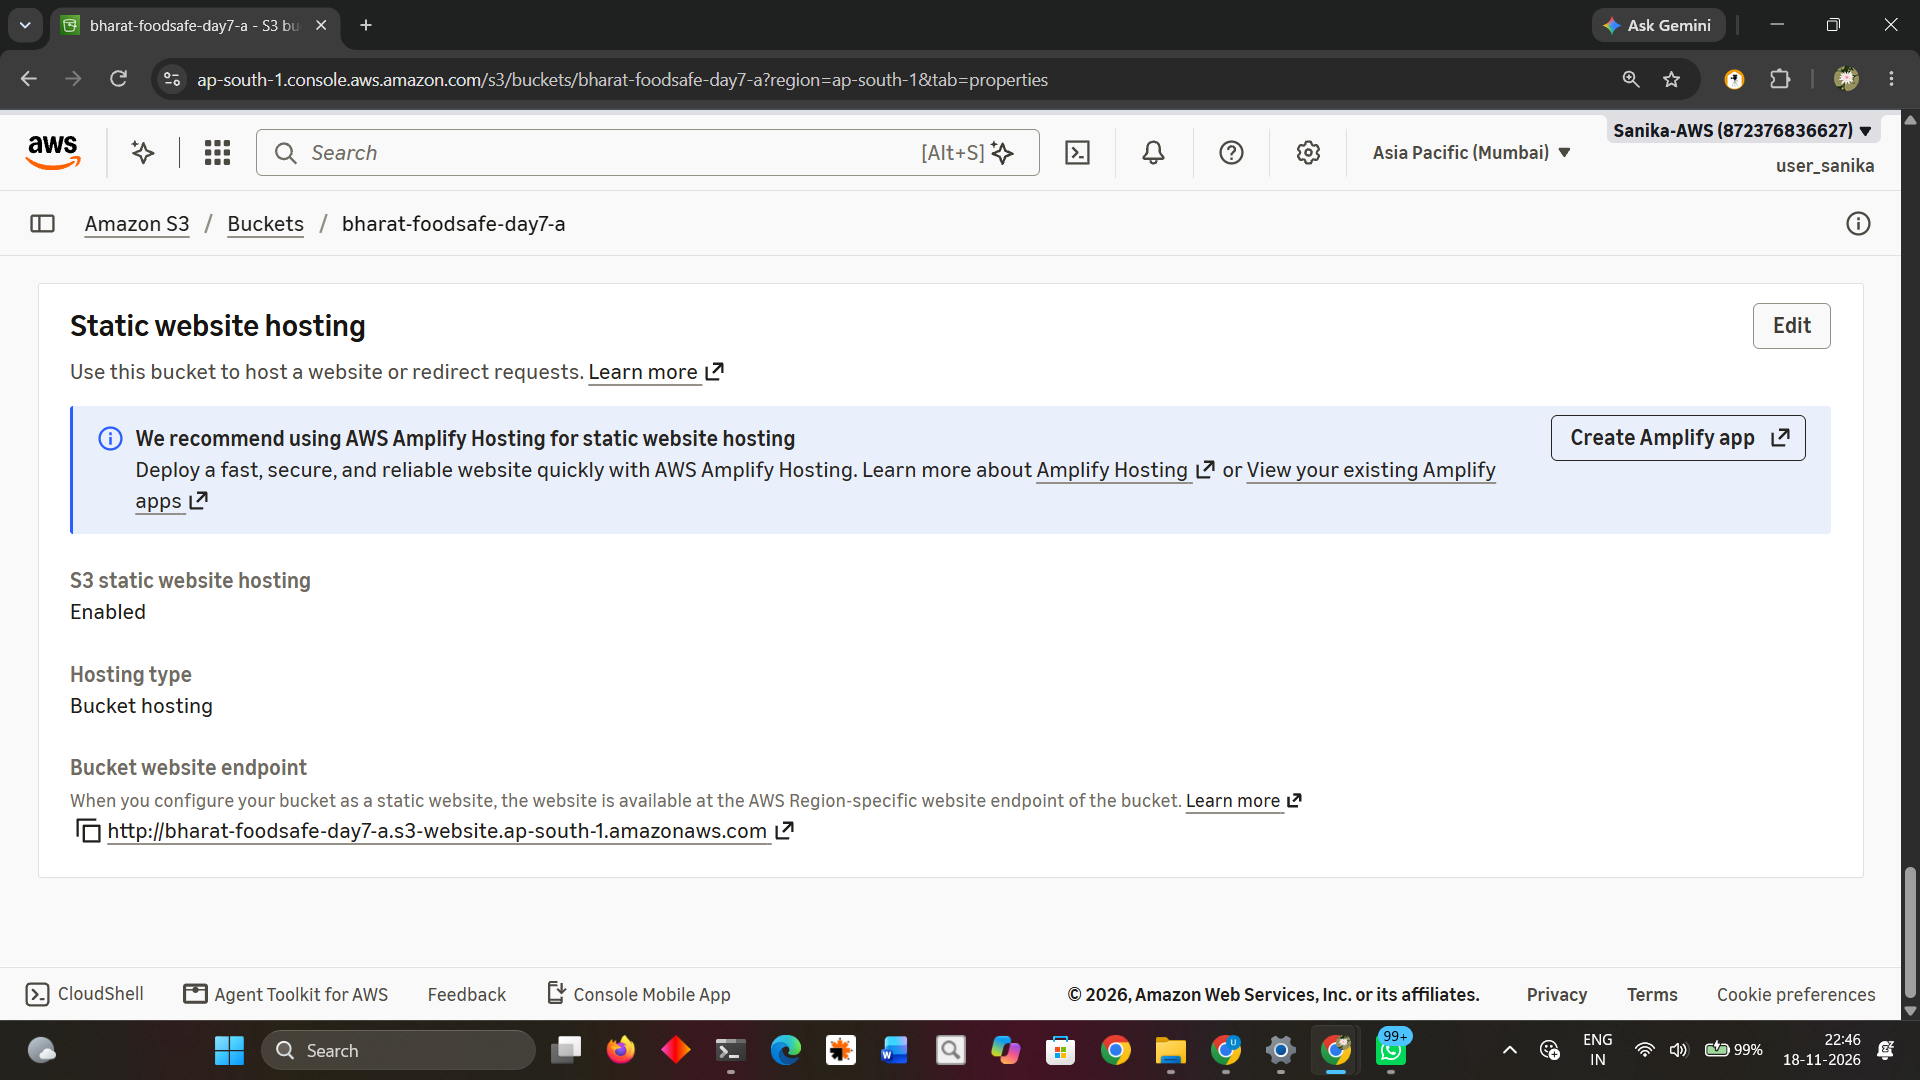 bharat-foodsafe-day7-a - S3 bu
Ask Gemini
ap-south-1.console.aws.amazon.com/s3/buckets/bharat-foodsafe-day7-a?region=ap-south-1&tab=properties
aws
Search
[Alt+S]
Asia Pacific (Mumbai)
Sanika-AWS (872376836627)
user_sanika
Amazon S3 / Buckets / bharat-foodsafe-day7-a
Static website hosting
Edit
Use this bucket to host a website or redirect requests. Learn more
We recommend using AWS Amplify Hosting for static website hosting
Create Amplify app
Deploy a fast, secure, and reliable website quickly with AWS Amplify Hosting. Learn more about Amplify Hosting or View your existing Amplify
apps
S3 static website hosting
Enabled
Hosting type
Bucket hosting
Bucket website endpoint
When you configure your bucket as a static website, the website is available at the AWS Region-specific website endpoint of the bucket. Learn more
http://bharat-foodsafe-day7-a.s3-website.ap-south-1.amazonaws.com
CloudShell
Agent Toolkit for AWS
Feedback
Console Mobile App
© 2026, Amazon Web Services, Inc. or its affiliates.
Privacy
Terms
Cookie preferences
Search
99+
ENG
IN
99%
22:46
18-11-2026